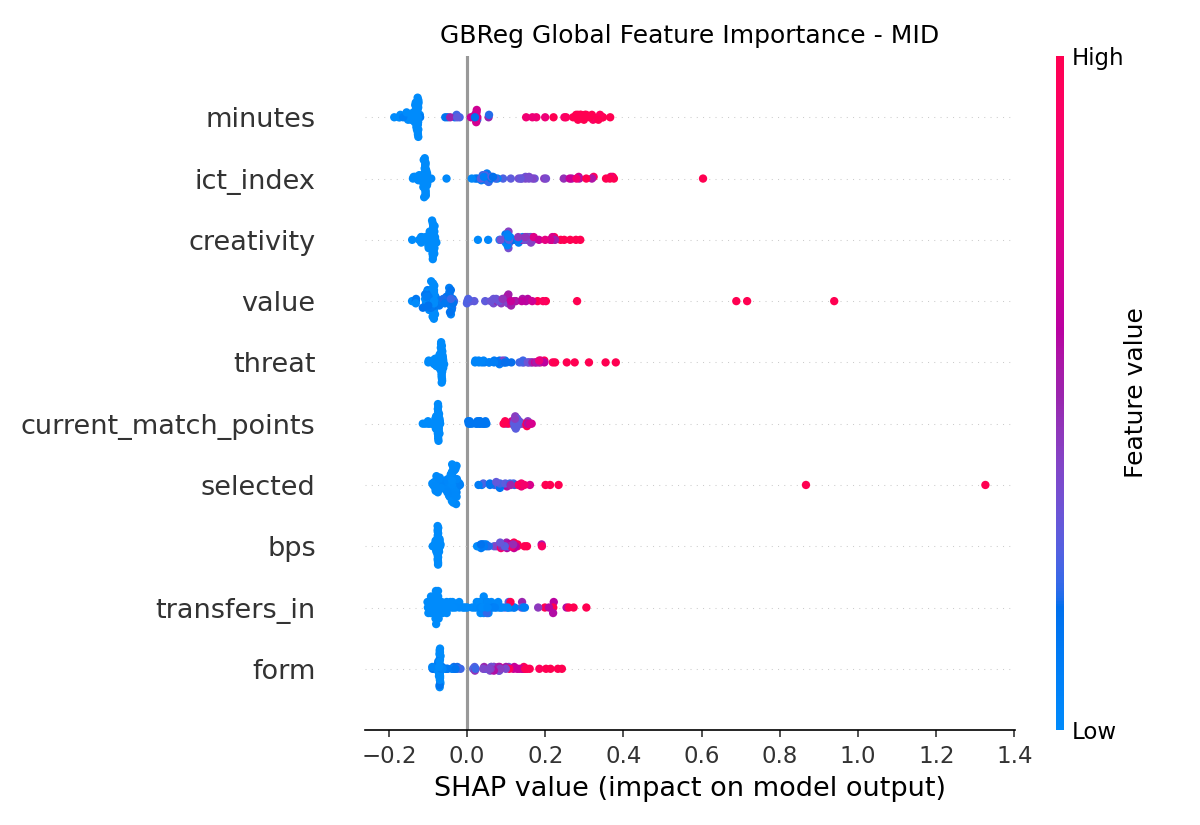 GBReg Global Feature Importance - MID
High
minutes
ict_index
creativity
value
threat
current_match_points
selected
bps
transfers_in
form
Feature value
Low
−0.2 0.0 0.2 0.4 0.6 0.8 1.0 1.2 1.4
SHAP value (impact on model output)